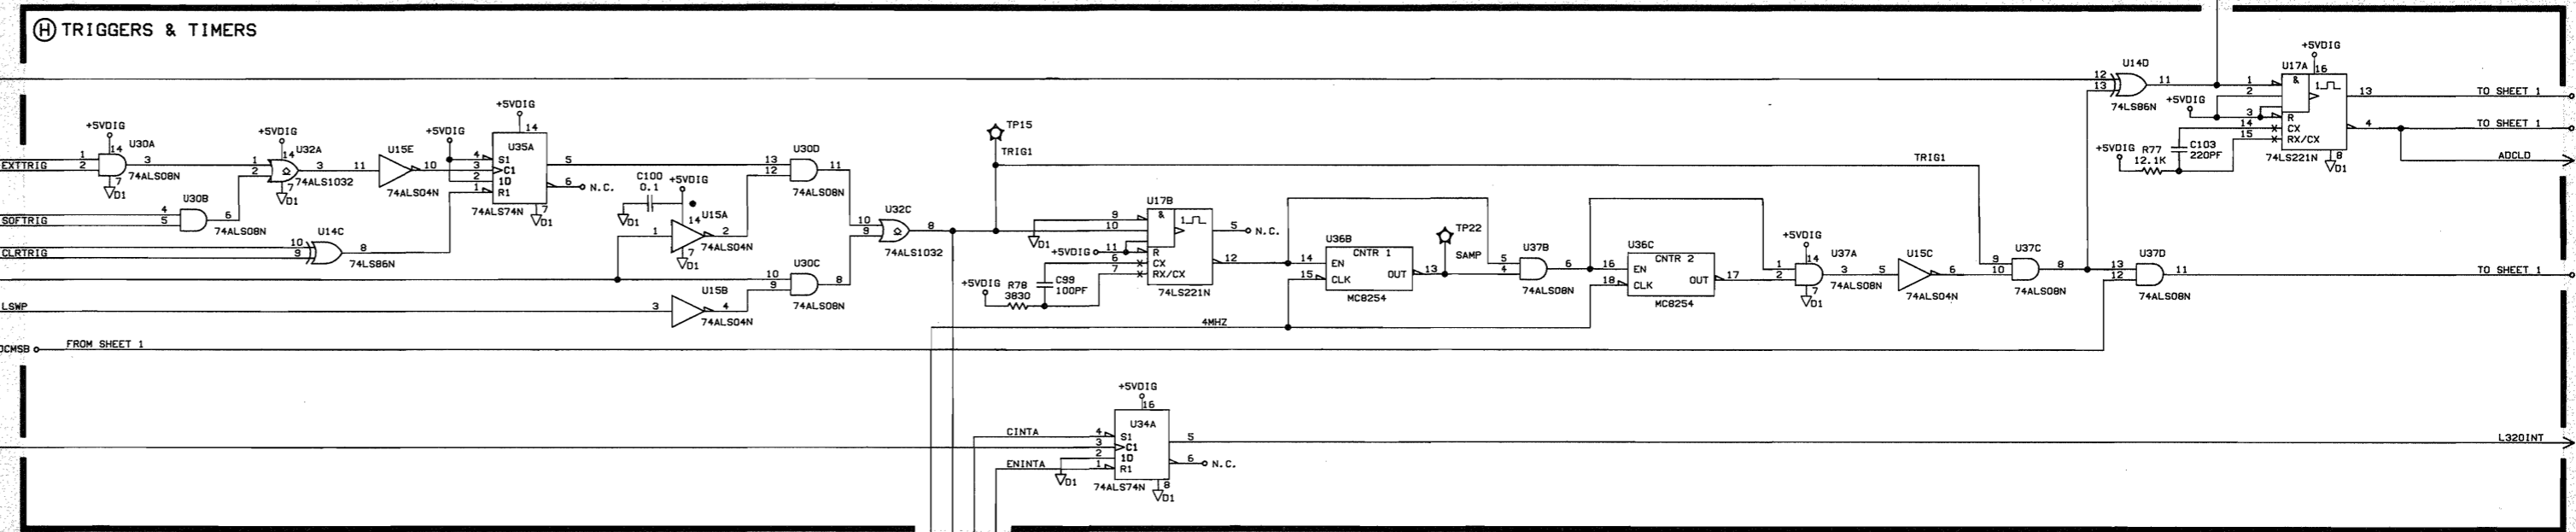 H TRIGGERS & TIMERS
EXTTRIG
SOFTRIG
CLRTRIG
LSWP
DCMSB
FROM SHEET 1
+5VDIG
U30A
1
2
14
3
7
D1
74ALS08N
U30B
4
5
6
74ALS08N
+5VDIG
U32A
1
2
14
3
7
D1
74ALS1032
U14C
10
9
8
74LS86N
U15E
11
10
74ALS04N
+5VDIG
+5VDIG
14
U35A
4
S1
3
C1
2
1D
1
R1
5
6
N.C.
74ALS74N
7
D1
C100
0.1
+5VDIG
D1
14
U15A
1
2
74ALS04N
7
D1
U15B
3
4
74ALS04N
U30D
13
12
11
74ALS08N
U30C
10
9
8
74ALS08N
U32C
10
9
8
74ALS1032
TP15
TRIG1
TRIG1
U17B
9
10
D1
&
1
+5VDIG
11
R
6
CX
7
RX/CX
5
N.C.
12
74LS221N
+5VDIG
R78
3830
C99
100PF
U36B
CNTR 1
14
EN
15
CLK
OUT
13
MC8254
TP22
SAMP
U37B
5
4
6
74ALS08N
U36C
CNTR 2
16
EN
18
CLK
OUT
17
MC8254
4MHZ
+5VDIG
14
U37A
1
2
3
7
D1
74ALS08N
U15C
5
6
74ALS04N
U37C
9
10
8
74ALS08N
U37D
13
12
11
74ALS08N
TO SHEET 1
U14D
12
13
11
74LS86N
+5VDIG
16
U17A
1
2
&
1
+5VDIG
3
R
14
CX
15
RX/CX
13
4
8
D1
74LS221N
+5VDIG
R77
12.1K
C103
220PF
TO SHEET 1
TO SHEET 1
ADCLD
+5VDIG
16
U34A
CINTA
4
S1
3
C1
2
1D
ENINTA
1
R1
D1
5
6
N.C.
74ALS74N
8
D1
L320INT